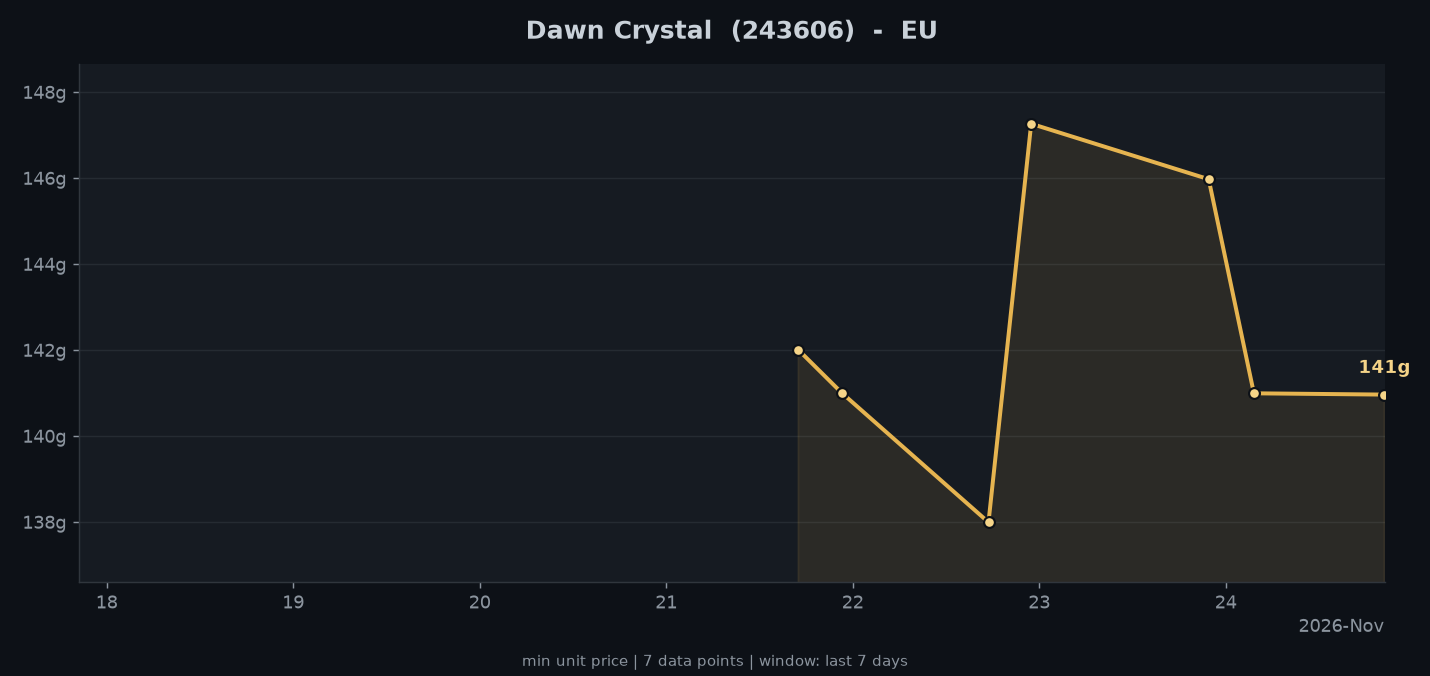 Dawn Crystal (243606) - EU
148g
146g
144g
142g
141g
140g
138g
18 19 20 21 22 23 24
2026-Nov
min unit price | 7 data points | window: last 7 days